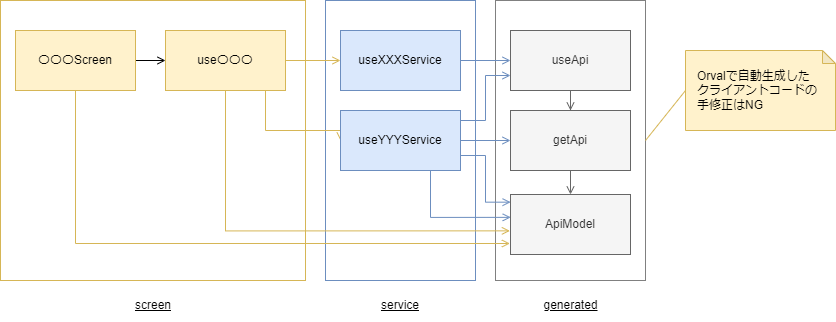 〇〇〇Screen
use〇〇〇
useXXXService
useApi
Orvalで自動生成した
クライアントコードの
手修正はNG
useYYYService
getApi
ApiModel
screen
service
generated